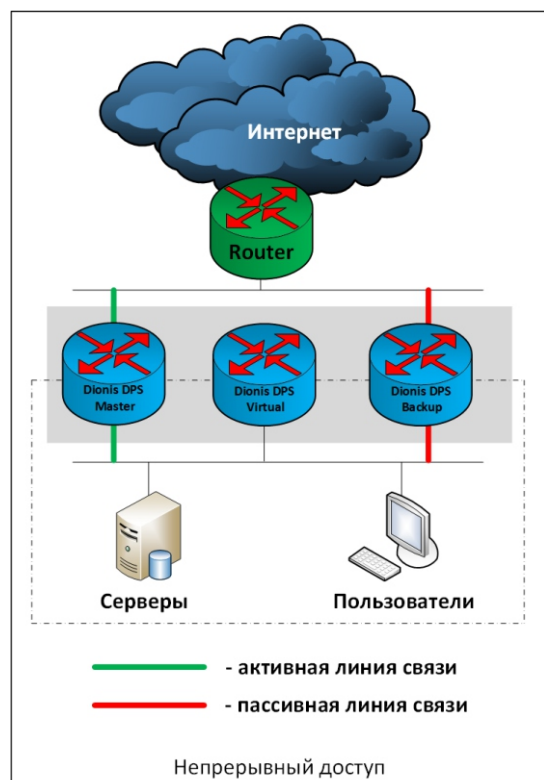 Интернет
Router
Dionis DPS
Master
Dionis DPS
Virtual
Dionis DPS
Backup
Серверы
Пользователи
- активная линия связи
- пассивная линия связи
Непрерывный доступ